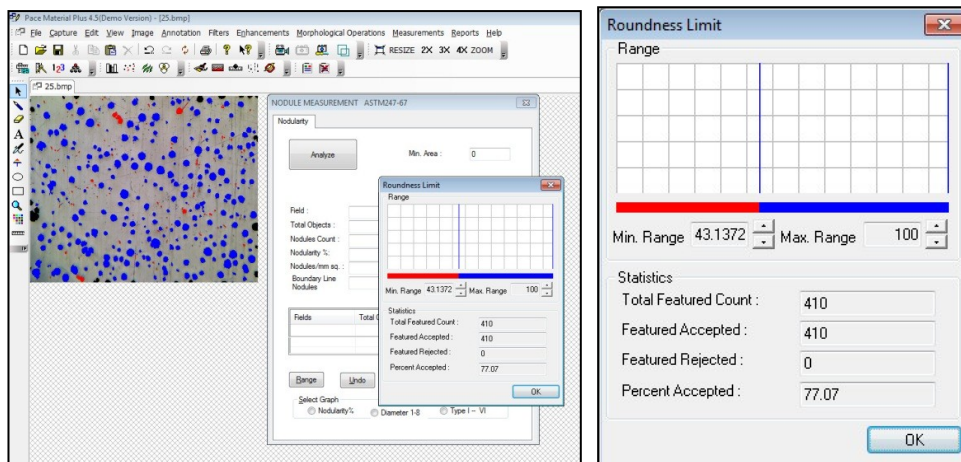 Pace Material Plus 4.5(Demo Version) - [25.bmp]
File Capture Edit View Image Annotation Filters Enhancements Morphological Operations Measurements Reports Help
RESIZE 2X 3X 4X ZOOM
123
25.bmp
A
NODULE MEASUREMENT ASTM247-67
Nodularity
Analyze
Min. Area :
0
Field :
Total Objects :
Nodules Count :
Nodularity %:
Nodules/mm sq. :
Boundary Line
Nodules
Fields
Range
Undo
Select Graph
Nodularity%
Diameter 1-8
Type I - VI
Roundness Limit
Range
Min. Range 43.1372 Max. Range 100
Statistics
Total Featured Count : 410
Featured Accepted : 410
Featured Rejected : 0
Percent Accepted : 77.07
OK
Roundness Limit
Range
Min. Range 43.1372 Max. Range 100
Statistics
Total Featured Count : 410
Featured Accepted : 410
Featured Rejected : 0
Percent Accepted : 77.07
OK